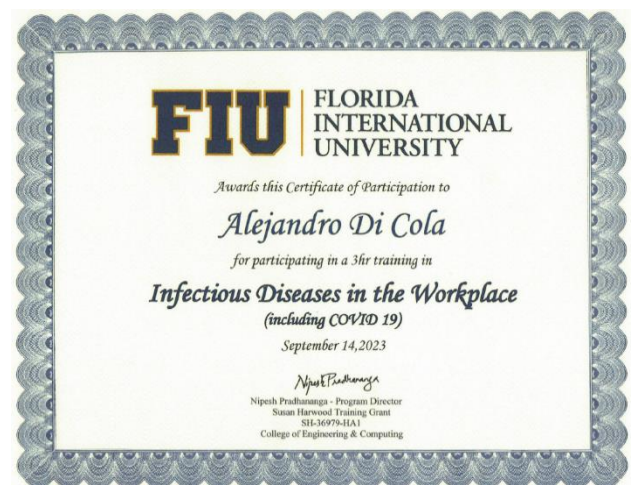 FIU
FLORIDA
INTERNATIONAL
UNIVERSITY
Awards this Certificate of Participation to
Alejandro Di Cola
for participating in a 3hr training in
Infectious Diseases in the Workplace
(including COVID 19)
September 14,2023
Nipesh Pradhananga
Nipesh Pradhananga - Program Director
Susan Harwood Training Grant
SH-36979-HA1
College of Engineering & Computing